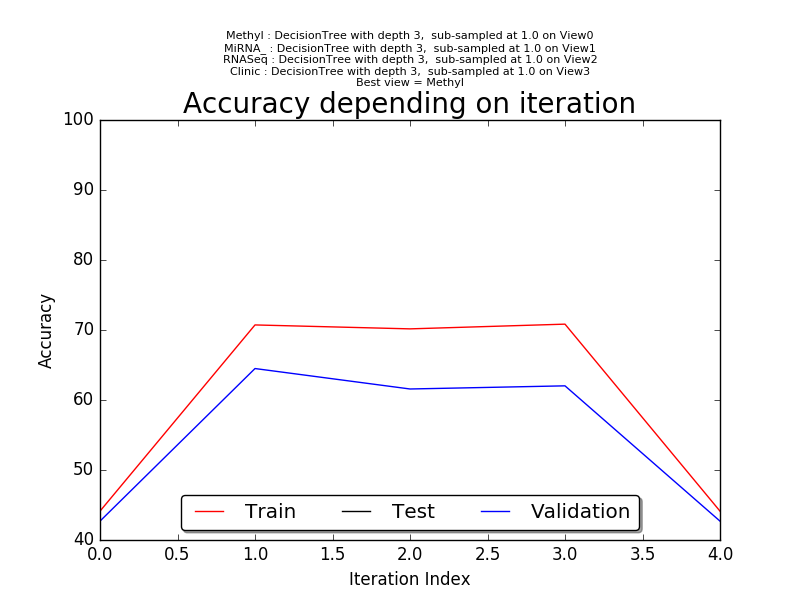 Methyl : DecisionTree with depth 3,  sub-sampled at 1.0 on View0
MiRNA_ : DecisionTree with depth 3,  sub-sampled at 1.0 on View1
RNASeq : DecisionTree with depth 3,  sub-sampled at 1.0 on View2
Clinic : DecisionTree with depth 3,  sub-sampled at 1.0 on View3
Best view = Methyl
Accuracy depending on iteration
100
90
80
70
60
50
40
Accuracy
Train Test Validation
0.0 0.5 1.0 1.5 2.0 2.5 3.0 3.5 4.0
Iteration Index